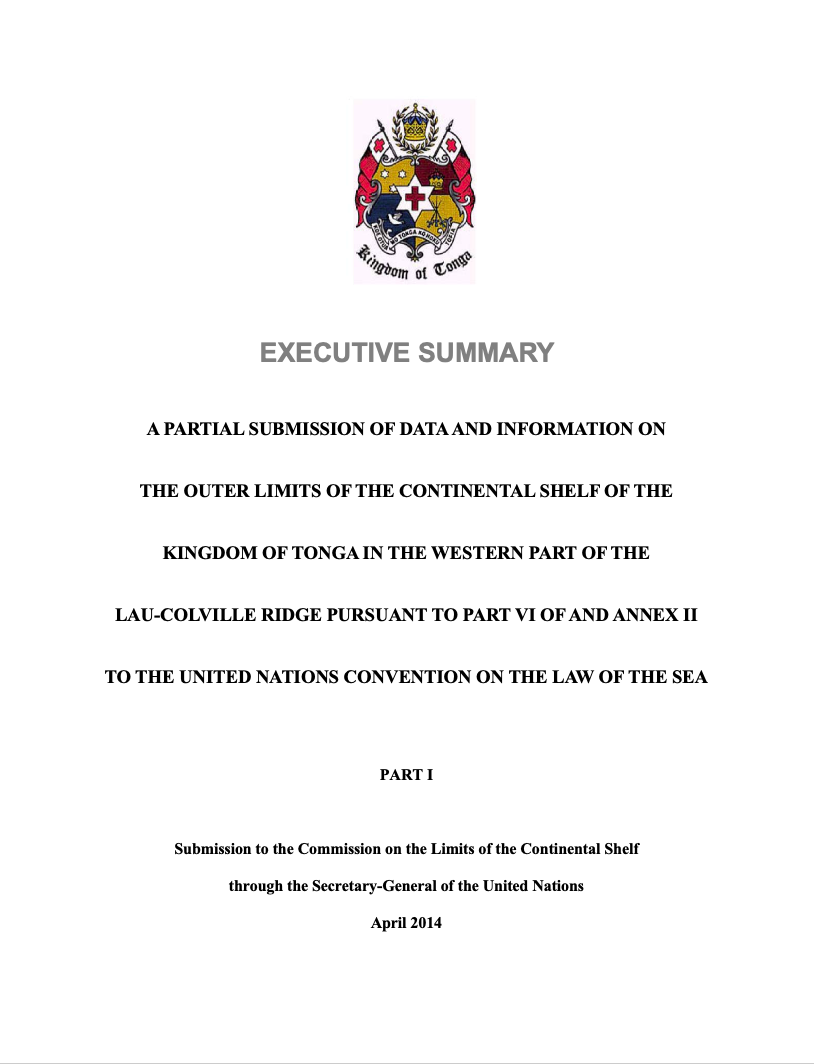 KOE OTUA
MO TONGA KO HOKU
TOFIA
Kingdom of Tonga
EXECUTIVE SUMMARY
A PARTIAL SUBMISSION OF DATA AND INFORMATION ON
THE OUTER LIMITS OF THE CONTINENTAL SHELF OF THE
KINGDOM OF TONGA IN THE WESTERN PART OF THE
LAU-COLVILLE RIDGE PURSUANT TO PART VI OF AND ANNEX II
TO THE UNITED NATIONS CONVENTION ON THE LAW OF THE SEA
PART I
Submission to the Commission on the Limits of the Continental Shelf
through the Secretary-General of the United Nations
April 2014